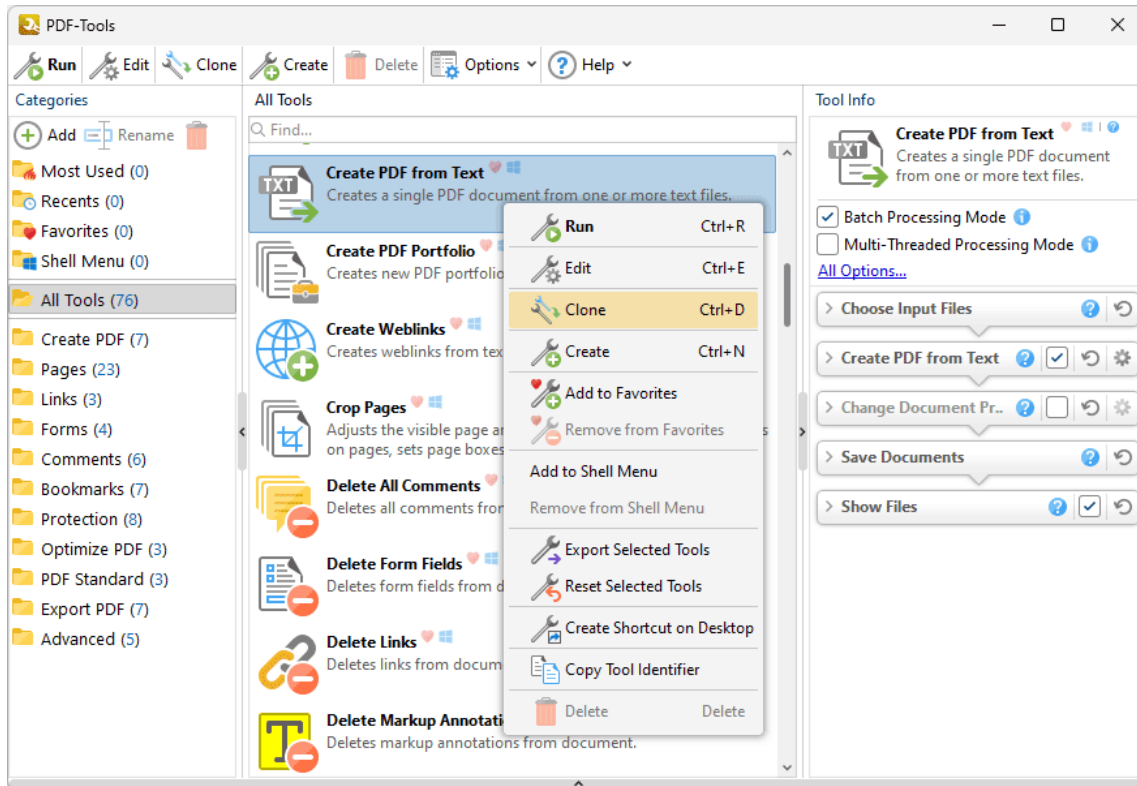 PDF-Tools
Run Edit Clone Create Delete Options Help
Categories
Add Rename
Most Used (0)
Recents (0)
Favorites (0)
Shell Menu (0)
All Tools (76)
Create PDF (7)
Pages (23)
Links (3)
Forms (4)
Comments (6)
Bookmarks (7)
Protection (8)
Optimize PDF (3)
PDF Standard (3)
Export PDF (7)
Advanced (5)
All Tools
Find...
TXT
Create PDF from Text
Creates a single PDF document from one or more text files.
Create PDF Portfolio
Creates new PDF portfolio
Create Weblinks
Creates weblinks from tex
Crop Pages
Adjusts the visible page ar
s
on pages, sets page boxes
Delete All Comments
Deletes all comments fror
Delete Form Fields
Deletes form fields from d
Delete Links
Deletes links from docum
T
Delete Markup Annotati
Deletes markup annotations from document.
Run Ctrl+R
Edit Ctrl+E
Clone Ctrl+D
Create Ctrl+N
Add to Favorites
Remove from Favorites
Add to Shell Menu
Remove from Shell Menu
Export Selected Tools
Reset Selected Tools
Create Shortcut on Desktop
Copy Tool Identifier
Delete Delete
Tool Info
TXT
Create PDF from Text
Creates a single PDF document
from one or more text files.
Batch Processing Mode
Multi-Threaded Processing Mode
All Options...
Choose Input Files
Create PDF from Text
Change Document Pr..
Save Documents
Show Files